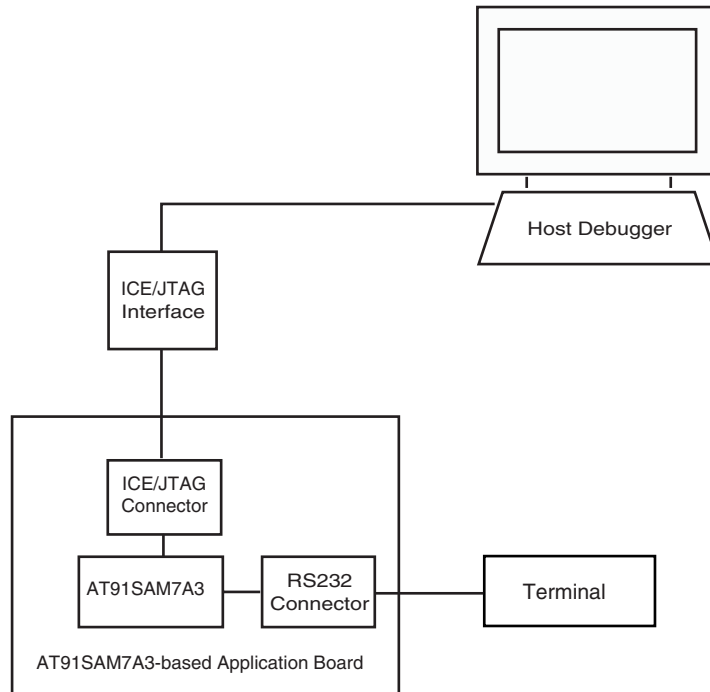 Host Debugger
ICE/JTAG
Interface
ICE/JTAG
Connector
AT91SAM7A3
RS232
Connector
Terminal
AT91SAM7A3-based Application Board